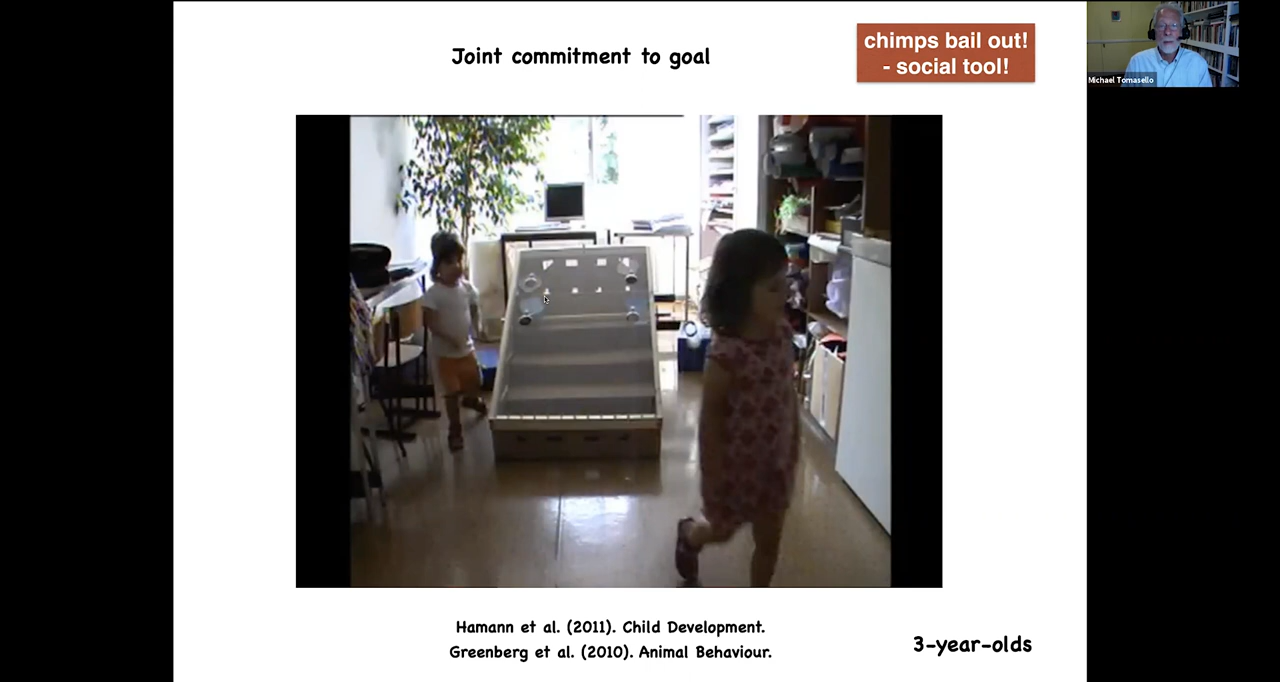 Joint commitment to goal
chimps bail out!
- social tool!
Michael Tomasello
Hamann et al. (2011). Child Development.
Greenberg et al. (2010). Animal Behaviour.
3-year-olds